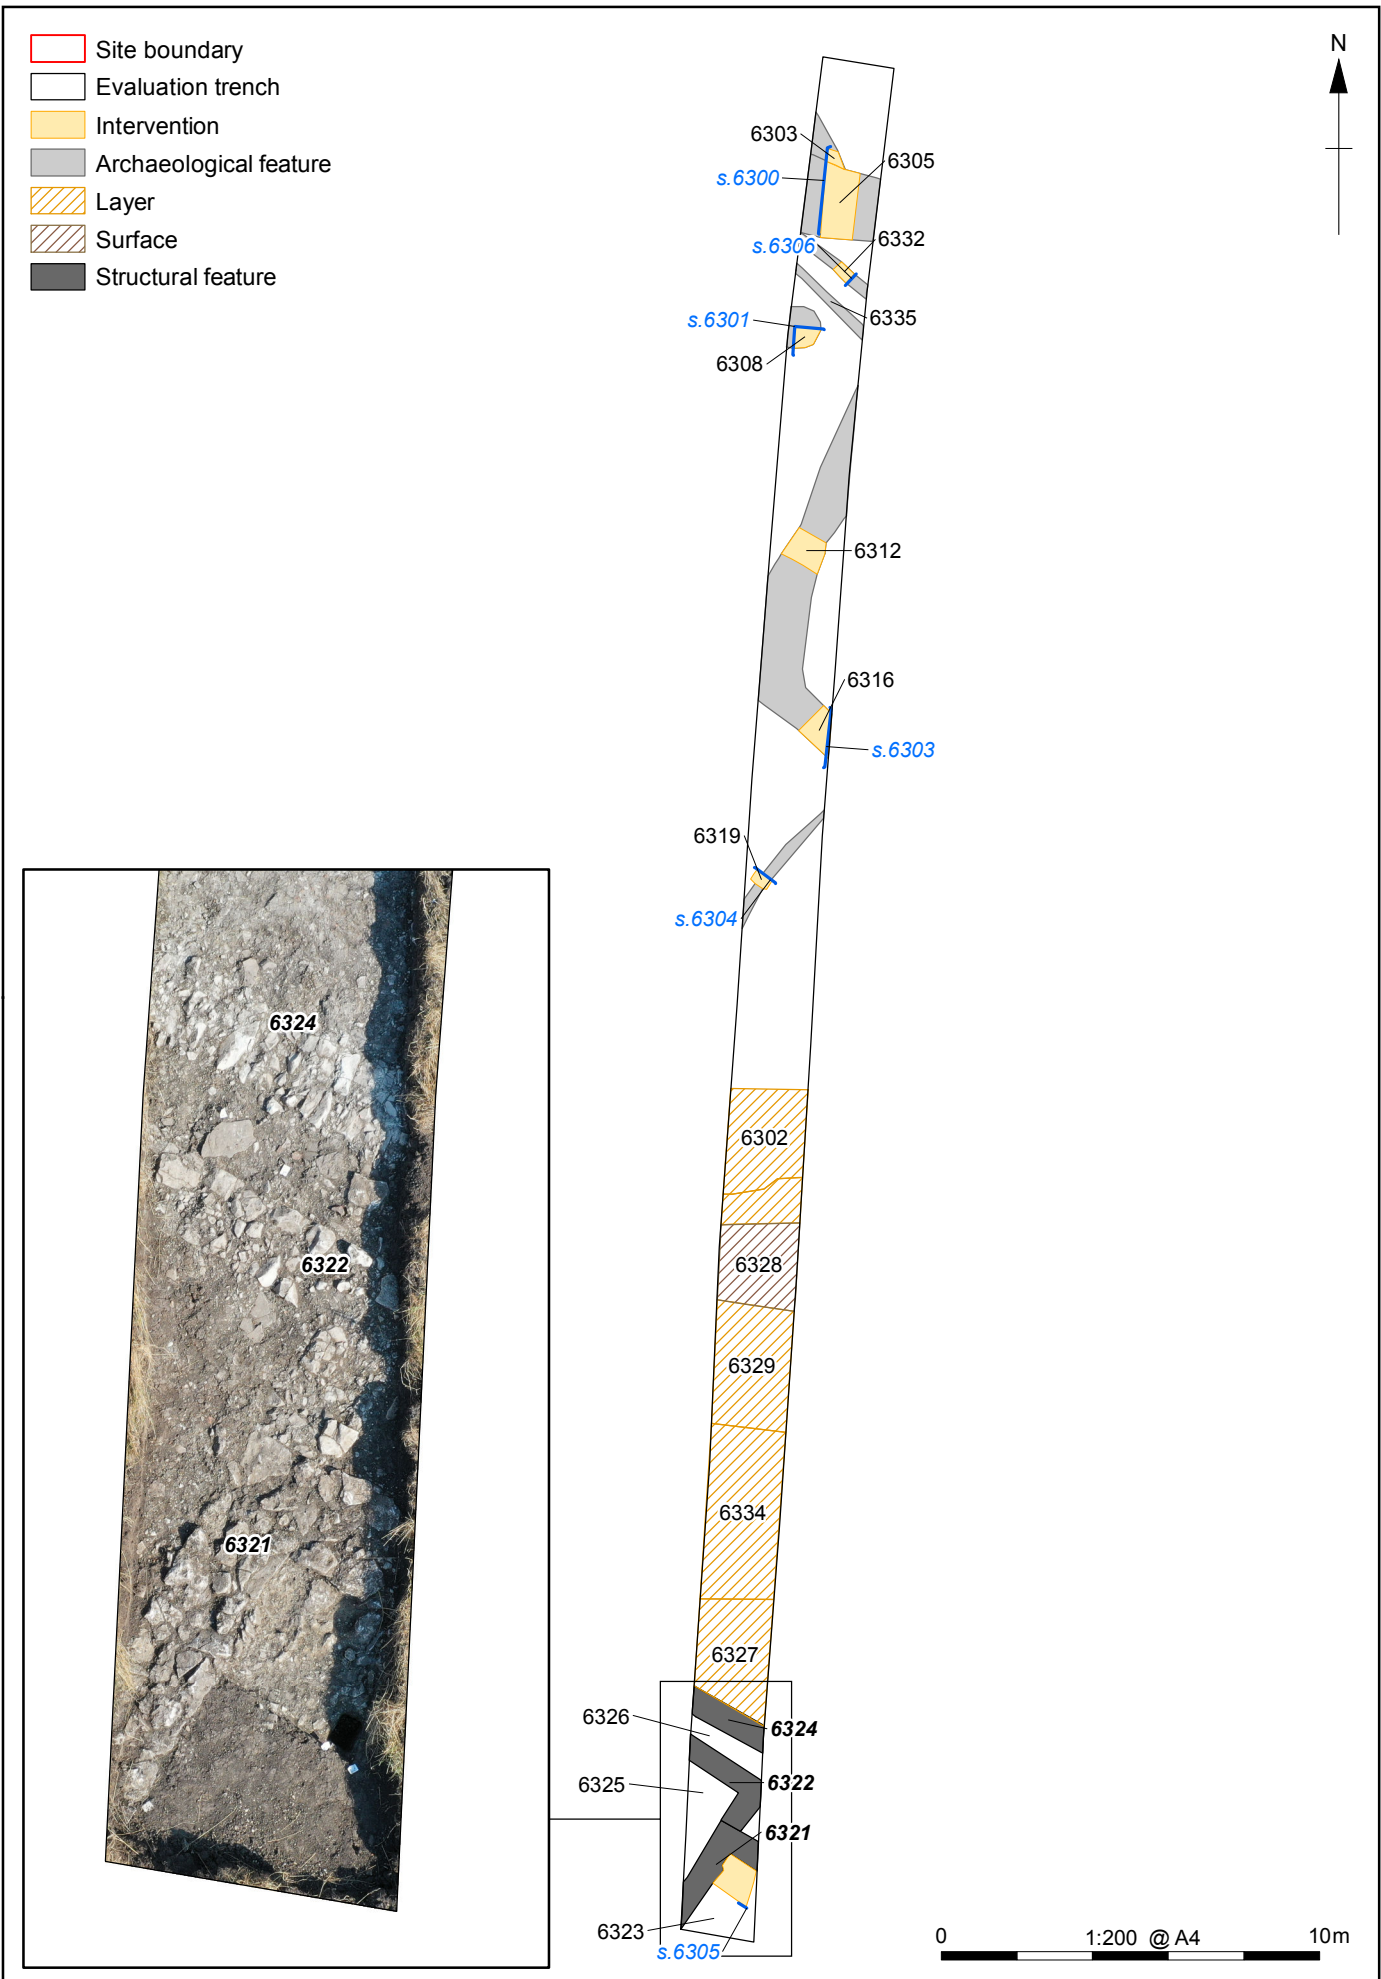 Site boundary
Evaluation trench
Intervention
Archaeological feature
Layer
Surface
Structural feature
N
6303
6305
s.6300
6332
s.6306
6335
s.6301
6308
6312
6316
s.6303
6319
s.6304
6302
6328
6329
6334
6327
6326
6324
6325
6322
6321
6323
s.6305
6324
6322
6321
0 1:200 @ A4 10m